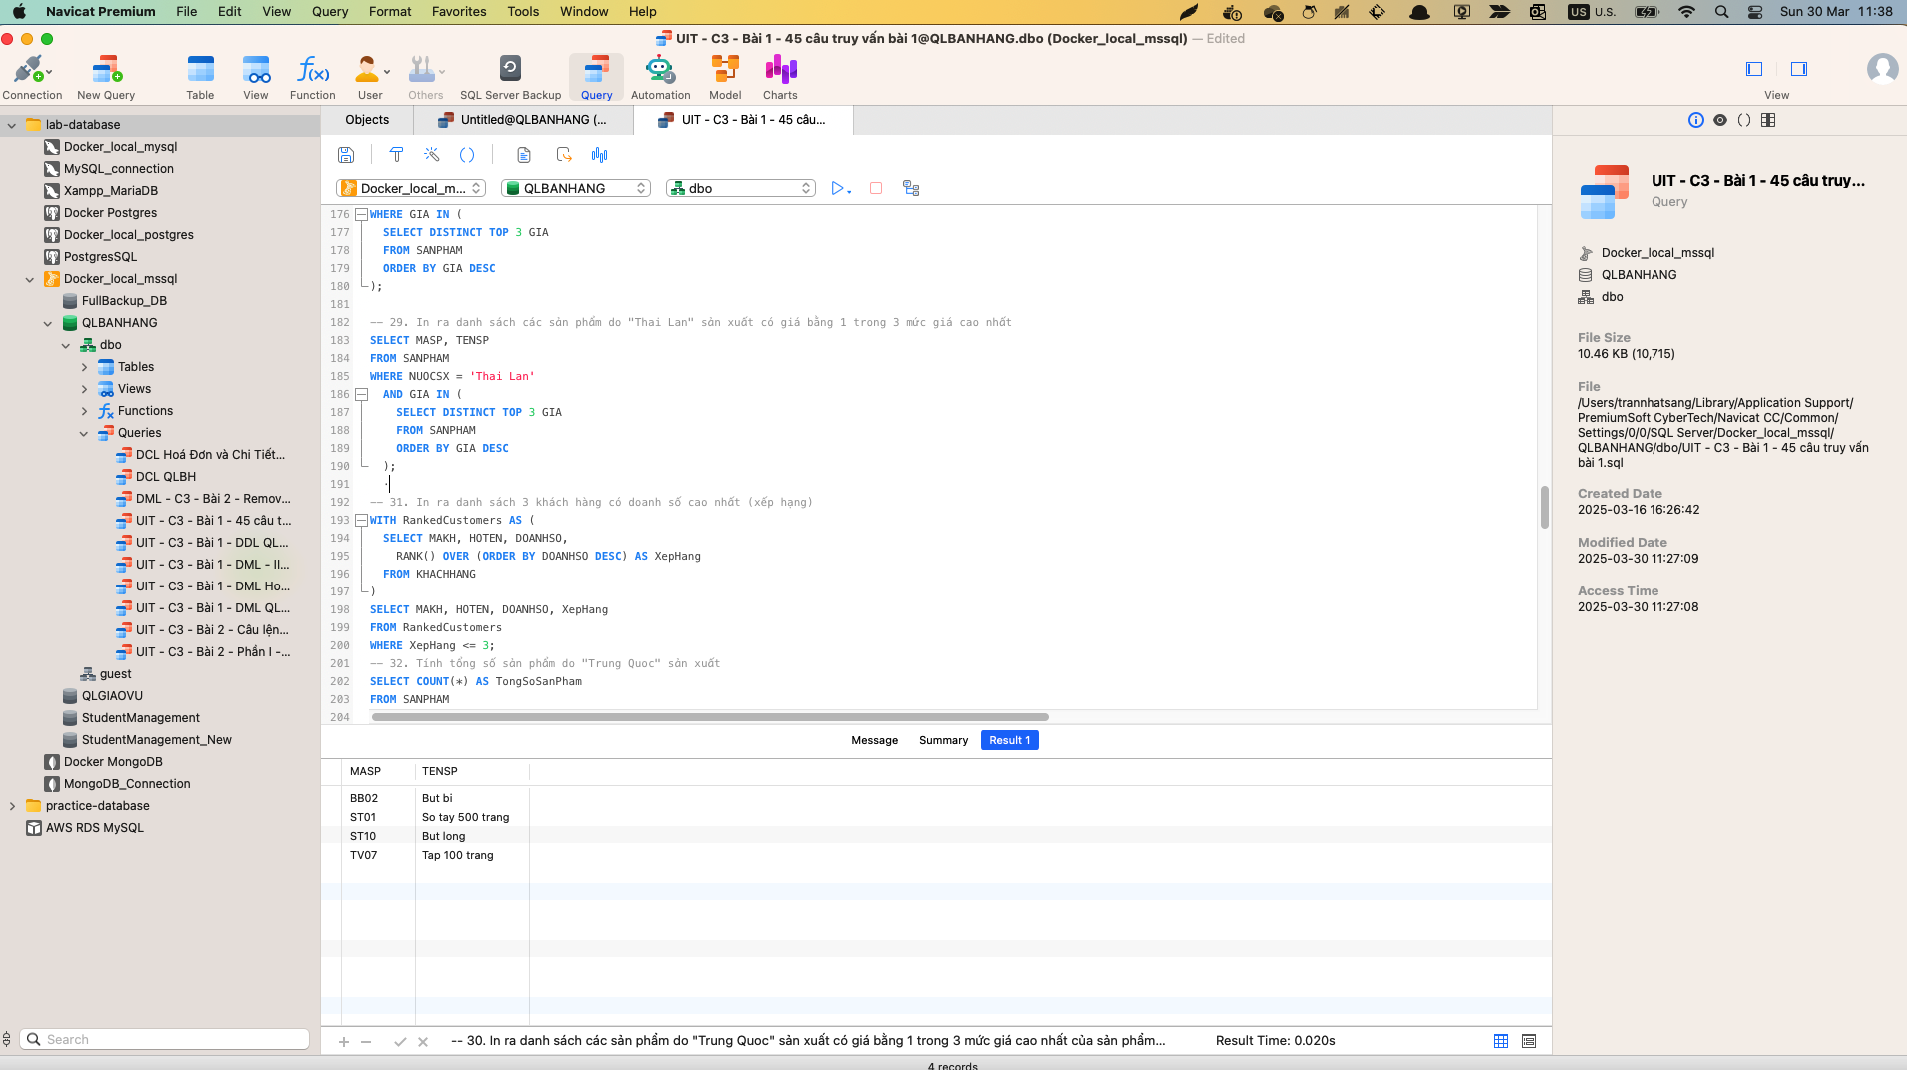 Navicat Premium File Edit View Query Format Favorites Tools Window Help US U.S. Sun 30 Mar 11:38
UIT - C3 - Bài 1 - 45 câu truy vấn bài 1@QLBANHANG.dbo (Docker_local_mssql) — Edited
Connection New Query Table View Function User Others SQL Server Backup Query Automation Model Charts View
lab-database
Docker_local_mysql
MySQL_connection
Xampp_MariaDB
Docker Postgres
Docker_local_postgres
PostgresSQL
Docker_local_mssql
FullBackup_DB
QLBANHANG
dbo
Tables
Views
Functions
Queries
DCL Hoá Đơn và Chi Tiết...
DCL QLBH
DML - C3 - Bài 2 - Remov...
UIT - C3 - Bài 1 - 45 câu t...
UIT - C3 - Bài 1 - DDL QL...
UIT - C3 - Bài 1 - DML - II...
UIT - C3 - Bài 1 - DML Ho...
UIT - C3 - Bài 1 - DML QL...
UIT - C3 - Bài 2 - Câu lện...
UIT - C3 - Bài 2 - Phần I -...
guest
QLGIAOVU
StudentManagement
StudentManagement_New
Docker MongoDB
MongoDB_Connection
practice-database
AWS RDS MySQL
Search
Objects Untitled@QLBANHANG (... UIT - C3 - Bài 1 - 45 câu...
Docker_local_m... QLBANHANG dbo
176 WHERE GIA IN (
177 SELECT DISTINCT TOP 3 GIA
178 FROM SANPHAM
179 ORDER BY GIA DESC
180 );
181
182 -- 29. In ra danh sách các sản phẩm do "Thai Lan" sản xuất có giá bằng 1 trong 3 mức giá cao nhất
183 SELECT MASP, TENSP
184 FROM SANPHAM
185 WHERE NUOCSX = 'Thai Lan'
186 AND GIA IN (
187 SELECT DISTINCT TOP 3 GIA
188 FROM SANPHAM
189 ORDER BY GIA DESC
190 );
191
192 -- 31. In ra danh sách 3 khách hàng có doanh số cao nhất (xếp hạng)
193 WITH RankedCustomers AS (
194 SELECT MAKH, HOTEN, DOANHSO,
195 RANK() OVER (ORDER BY DOANHSO DESC) AS XepHang
196 FROM KHACHHANG
197 )
198 SELECT MAKH, HOTEN, DOANHSO, XepHang
199 FROM RankedCustomers
200 WHERE XepHang <= 3;
201 -- 32. Tính tổng số sản phẩm do "Trung Quoc" sản xuất
202 SELECT COUNT(*) AS TongSoSanPham
203 FROM SANPHAM
204
Message Summary Result 1
MASP TENSP
BB02 But bi
ST01 So tay 500 trang
ST10 But long
TV07 Tap 100 trang
-- 30. In ra danh sách các sản phẩm do "Trung Quoc" sản xuất có giá bằng 1 trong 3 mức giá cao nhất của sản phẩm... Result Time: 0.020s
4 records
UIT - C3 - Bài 1 - 45 câu truy...
Query
Docker_local_mssql
QLBANHANG
dbo
File Size
10.46 KB (10,715)
File
/Users/trannhatsang/Library/Application Support/
PremiumSoft CyberTech/Navicat CC/Common/
Settings/0/0/SQL Server/Docker_local_mssql/
QLBANHANG/dbo/UIT - C3 - Bài 1 - 45 câu truy vấn
bài 1.sql
Created Date
2025-03-16 16:26:42
Modified Date
2025-03-30 11:27:09
Access Time
2025-03-30 11:27:08